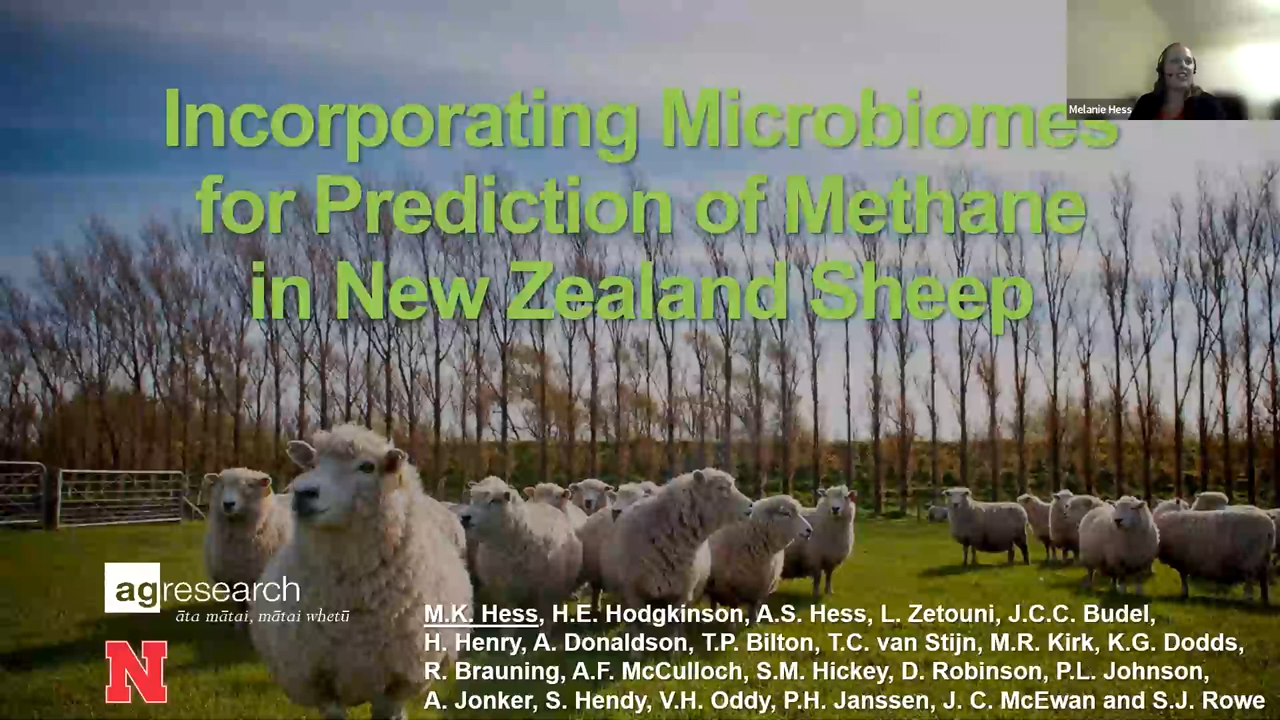 Incorporating Microbiomes
Melanie Hess
for Prediction of Methane
in New Zealand Sheep
agresearch
āta mātai, mātai whetū
N
M.K. Hess, H.E. Hodgkinson, A.S. Hess, L. Zetouni, J.C.C. Budel,
H. Henry, A. Donaldson, T.P. Bilton, T.C. van Stijn, M.R. Kirk, K.G. Dodds,
R. Brauning, A.F. McCulloch, S.M. Hickey, D. Robinson, P.L. Johnson,
A. Jonker, S. Hendy, V.H. Oddy, P.H. Janssen, J. C. McEwan and S.J. Rowe